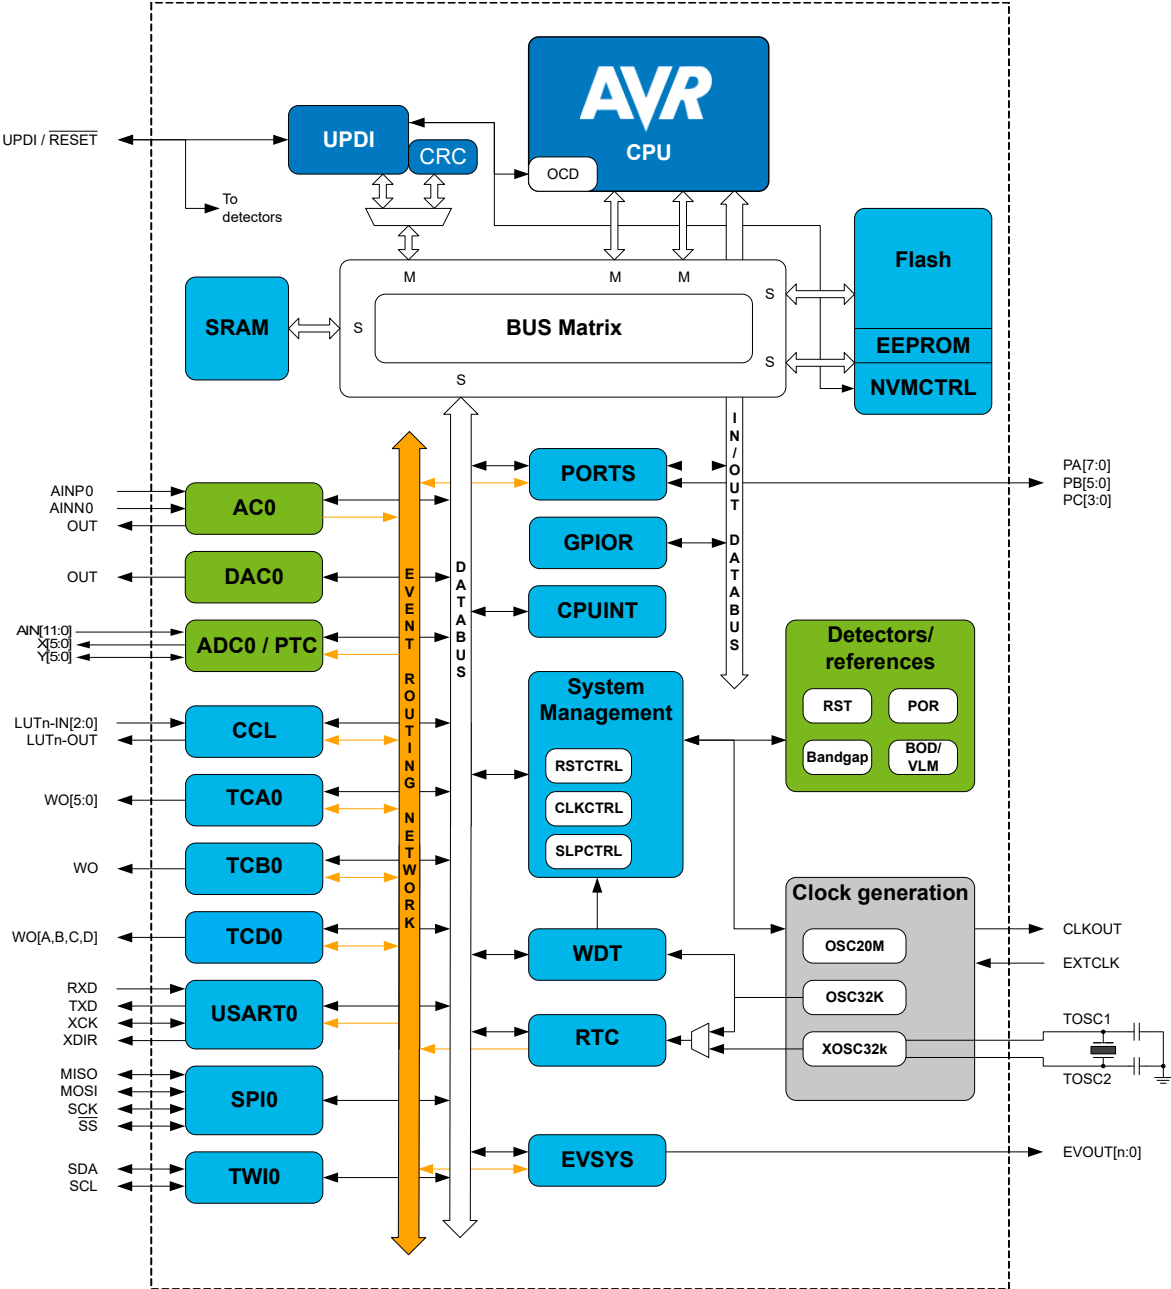 AVR
CPU
OCD
UPDI / RESET
UPDI
CRC
To
detectors
M
M
M
S
S
S
S
BUS Matrix
SRAM
Flash
EEPROM
NVMCTRL
IN/OUT DATABUS
DATABUS
EVENT ROUTING NETWORK
AINP0
AINN0
OUT
AC0
OUT
DAC0
AIN[11:0]
X[5:0]
Y[5:0]
ADC0 / PTC
LUTn-IN[2:0]
LUTn-OUT
CCL
WO[5:0]
TCA0
WO
TCB0
WO[A,B,C,D]
TCD0
RXD
TXD
XCK
XDIR
USART0
MISO
MOSI
SCK
SS
SPI0
SDA
SCL
TWI0
PORTS
PA[7:0]
PB[5:0]
PC[3:0]
GPIOR
CPUINT
System
Management
RSTCTRL
CLKCTRL
SLPCTRL
Detectors/
references
RST
POR
Bandgap
BOD/
VLM
WDT
RTC
EVSYS
Clock generation
OSC20M
OSC32K
XOSC32k
CLKOUT
EXTCLK
TOSC1
TOSC2
EVOUT[n:0]